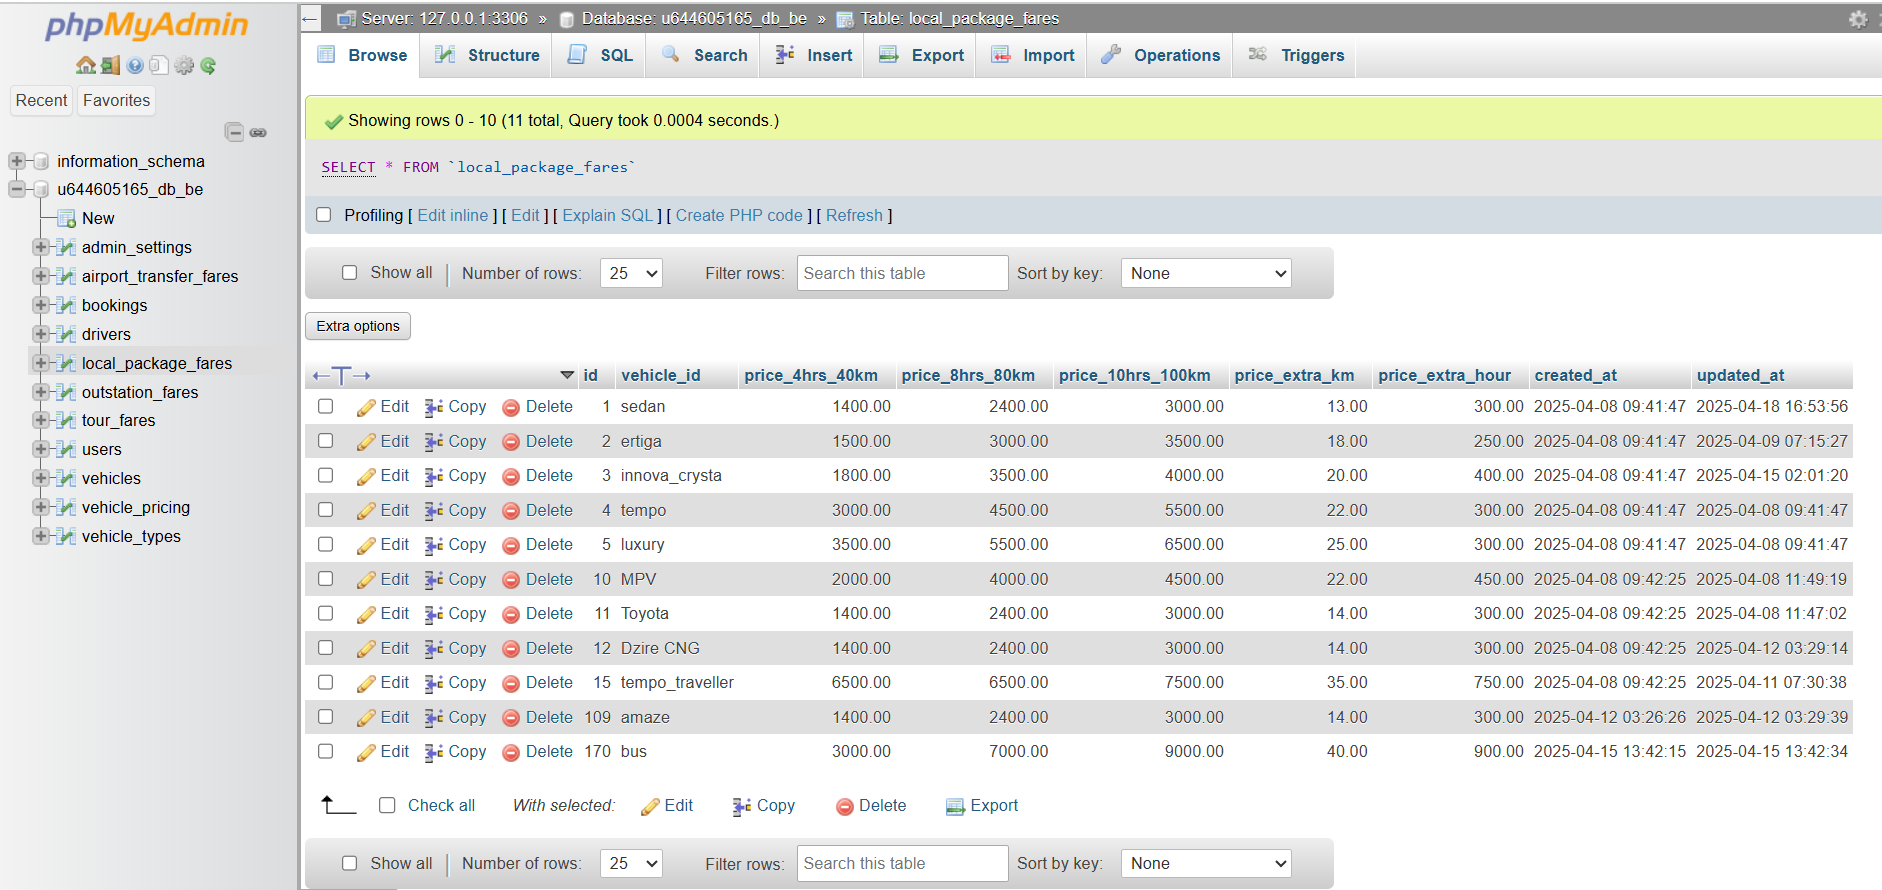 phpMyAdmin
Recent Favorites
information_schema
u644605165_db_be
New
admin_settings
airport_transfer_fares
bookings
drivers
local_package_fares
outstation_fares
tour_fares
users
vehicles
vehicle_pricing
vehicle_types
Server: 127.0.0.1:3306 » Database: u644605165_db_be » Table: local_package_fares
Browse Structure SQL Search Insert Export Import Operations Triggers
Showing rows 0 - 10 (11 total, Query took 0.0004 seconds.)
SELECT * FROM `local_package_fares`
Profiling [ Edit inline ] [ Edit ] [ Explain SQL ] [ Create PHP code ] [ Refresh ]
Show all Number of rows: 25 Filter rows: Search this table Sort by key: None
Extra options
id vehicle_id price_4hrs_40km price_8hrs_80km price_10hrs_100km price_extra_km price_extra_hour created_at updated_at
Edit Copy Delete 1 sedan 1400.00 2400.00 3000.00 13.00 300.00 2025-04-08 09:41:47 2025-04-18 16:53:56
Edit Copy Delete 2 ertiga 1500.00 3000.00 3500.00 18.00 250.00 2025-04-08 09:41:47 2025-04-09 07:15:27
Edit Copy Delete 3 innova_crysta 1800.00 3500.00 4000.00 20.00 400.00 2025-04-08 09:41:47 2025-04-15 02:01:20
Edit Copy Delete 4 tempo 3000.00 4500.00 5500.00 22.00 300.00 2025-04-08 09:41:47 2025-04-08 09:41:47
Edit Copy Delete 5 luxury 3500.00 5500.00 6500.00 25.00 300.00 2025-04-08 09:41:47 2025-04-08 09:41:47
Edit Copy Delete 10 MPV 2000.00 4000.00 4500.00 22.00 450.00 2025-04-08 09:42:25 2025-04-08 11:49:19
Edit Copy Delete 11 Toyota 1400.00 2400.00 3000.00 14.00 300.00 2025-04-08 09:42:25 2025-04-08 11:47:02
Edit Copy Delete 12 Dzire CNG 1400.00 2400.00 3000.00 14.00 300.00 2025-04-08 09:42:25 2025-04-12 03:29:14
Edit Copy Delete 15 tempo_traveller 6500.00 6500.00 7500.00 35.00 750.00 2025-04-08 09:42:25 2025-04-11 07:30:38
Edit Copy Delete 109 amaze 1400.00 2400.00 3000.00 14.00 300.00 2025-04-12 03:26:26 2025-04-12 03:29:39
Edit Copy Delete 170 bus 3000.00 7000.00 9000.00 40.00 900.00 2025-04-15 13:42:15 2025-04-15 13:42:34
Check all With selected: Edit Copy Delete Export
Show all Number of rows: 25 Filter rows: Search this table Sort by key: None